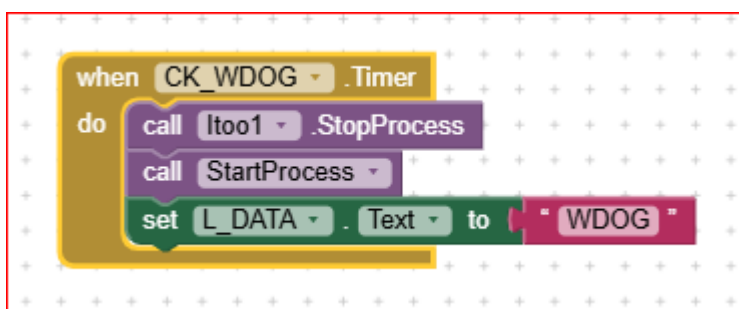 when CK_WDOG .Timer
do call Itoo1 .StopProcess
call StartProcess
set L_DATA . Text to " WDOG "